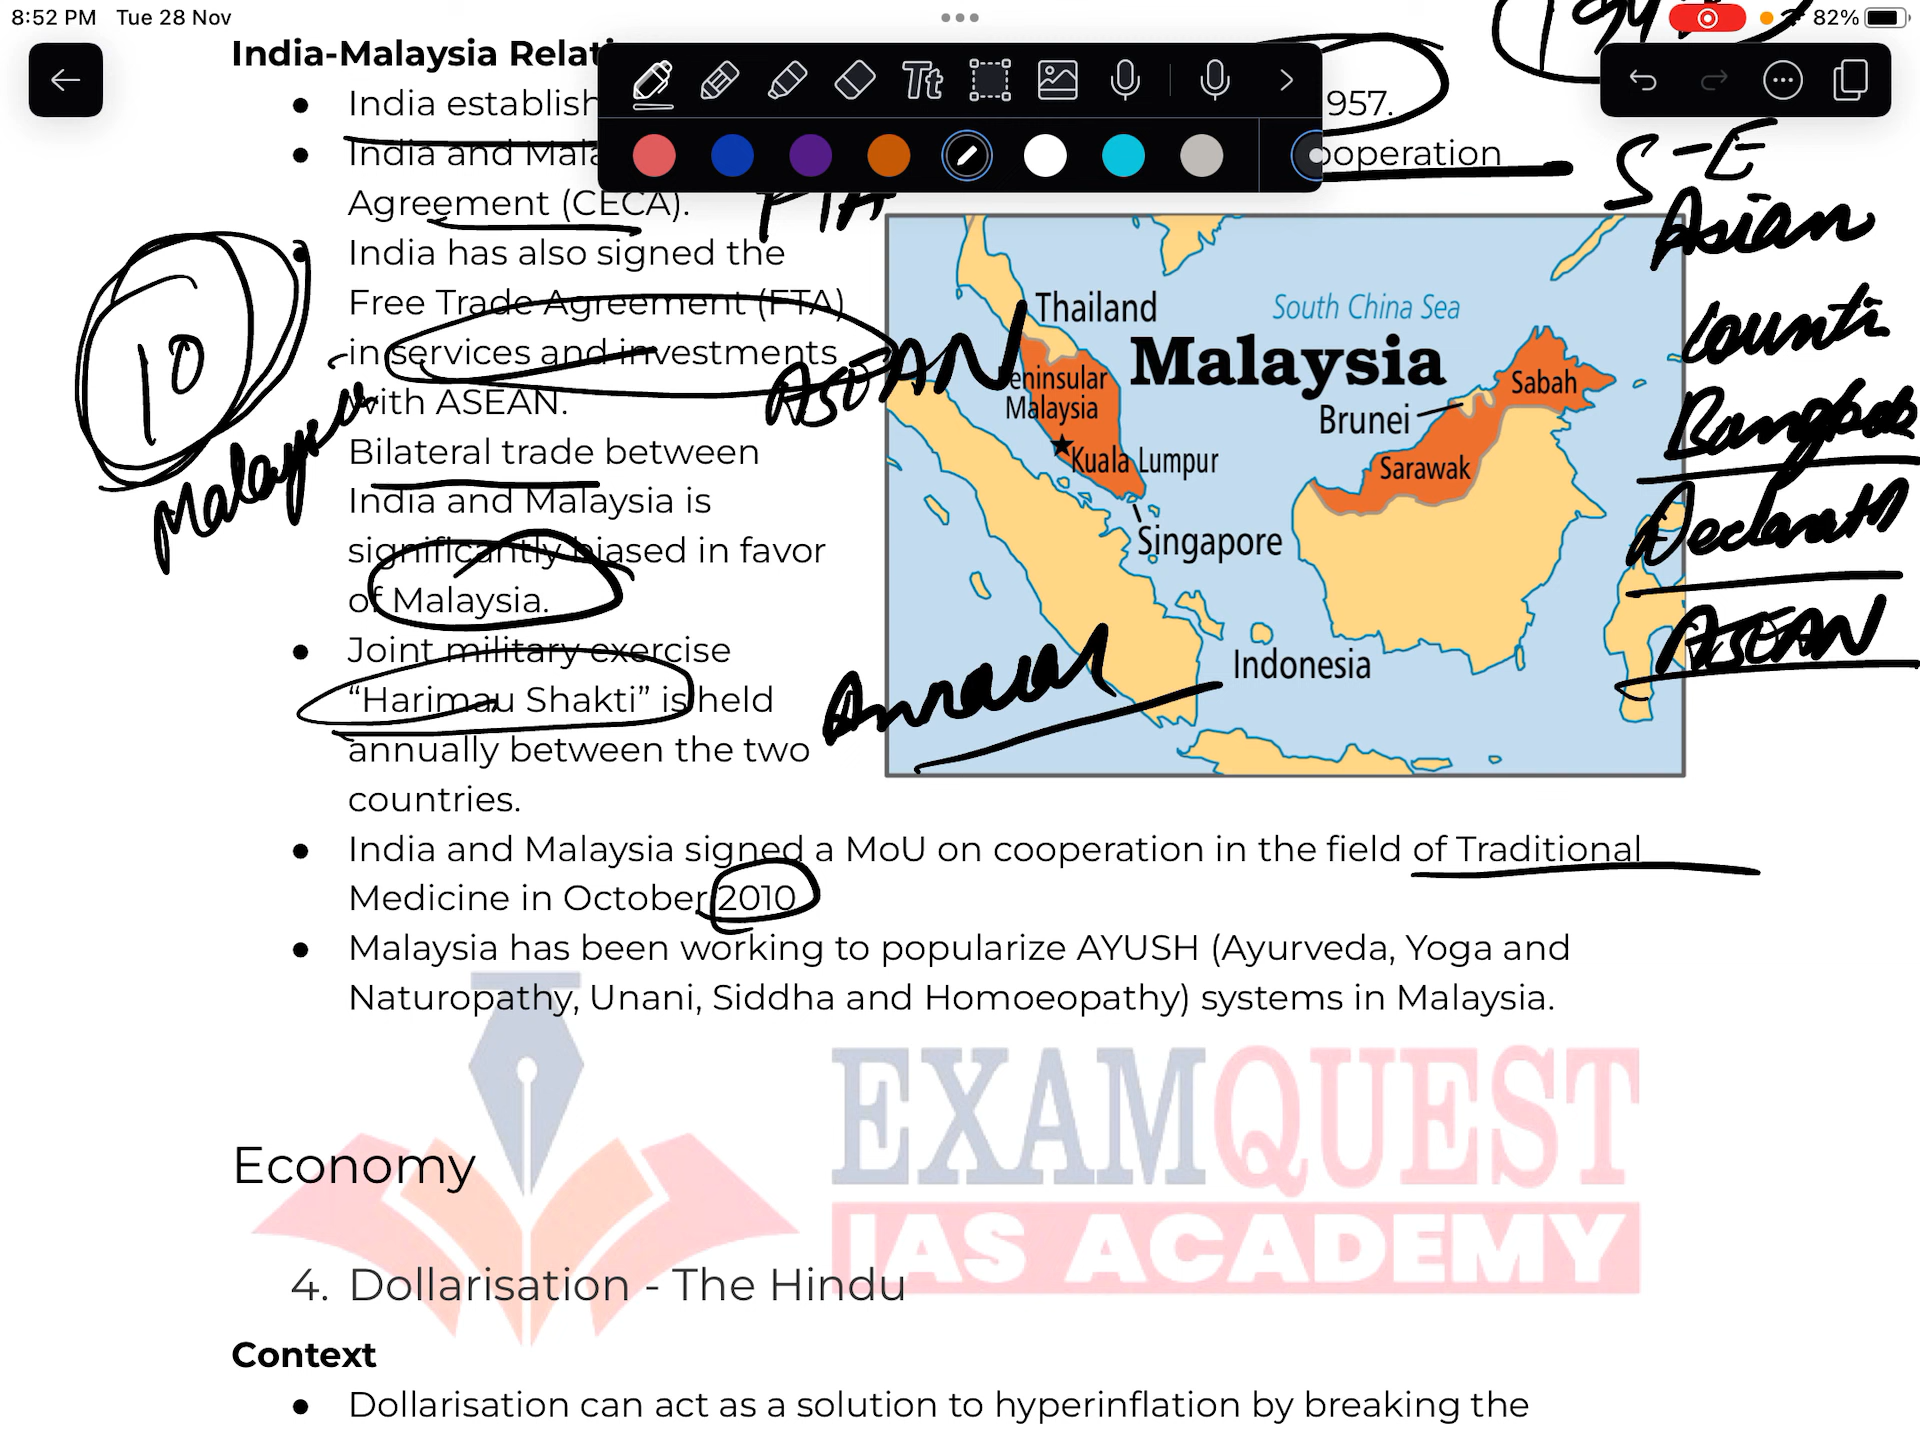 8:52 PM Tue 28 Nov
82%
India-Malaysia Relati
India establish
957.
India and Mala
ooperation
Agreement (CECA).
FTA
India has also signed the
Free Trade Agreement (FTA)
in services and investments
with ASEAN.
Bilateral trade between
India and Malaysia is
significantly biased in favor
of Malaysia.
Joint military exercise
“Harimau Shakti” is held
annually between the two
countries.
India and Malaysia signed a MoU on cooperation in the field of Traditional
Medicine in October 2010
Malaysia has been working to popularize AYUSH (Ayurveda, Yoga and
Naturopathy, Unani, Siddha and Homoeopathy) systems in Malaysia.
10
Malaysia
ASEAN
Annual
Tt
S-E
Asian
Bangkok
ASEAN
Thailand
South China Sea
Malaysia
eninsular
Malaysia
Kuala Lumpur
Brunei
Sabah
Sarawak
Singapore
Indonesia
EXAMQUEST
IAS ACADEMY
Economy
4. Dollarisation - The Hindu
Context
Dollarisation can act as a solution to hyperinflation by breaking the